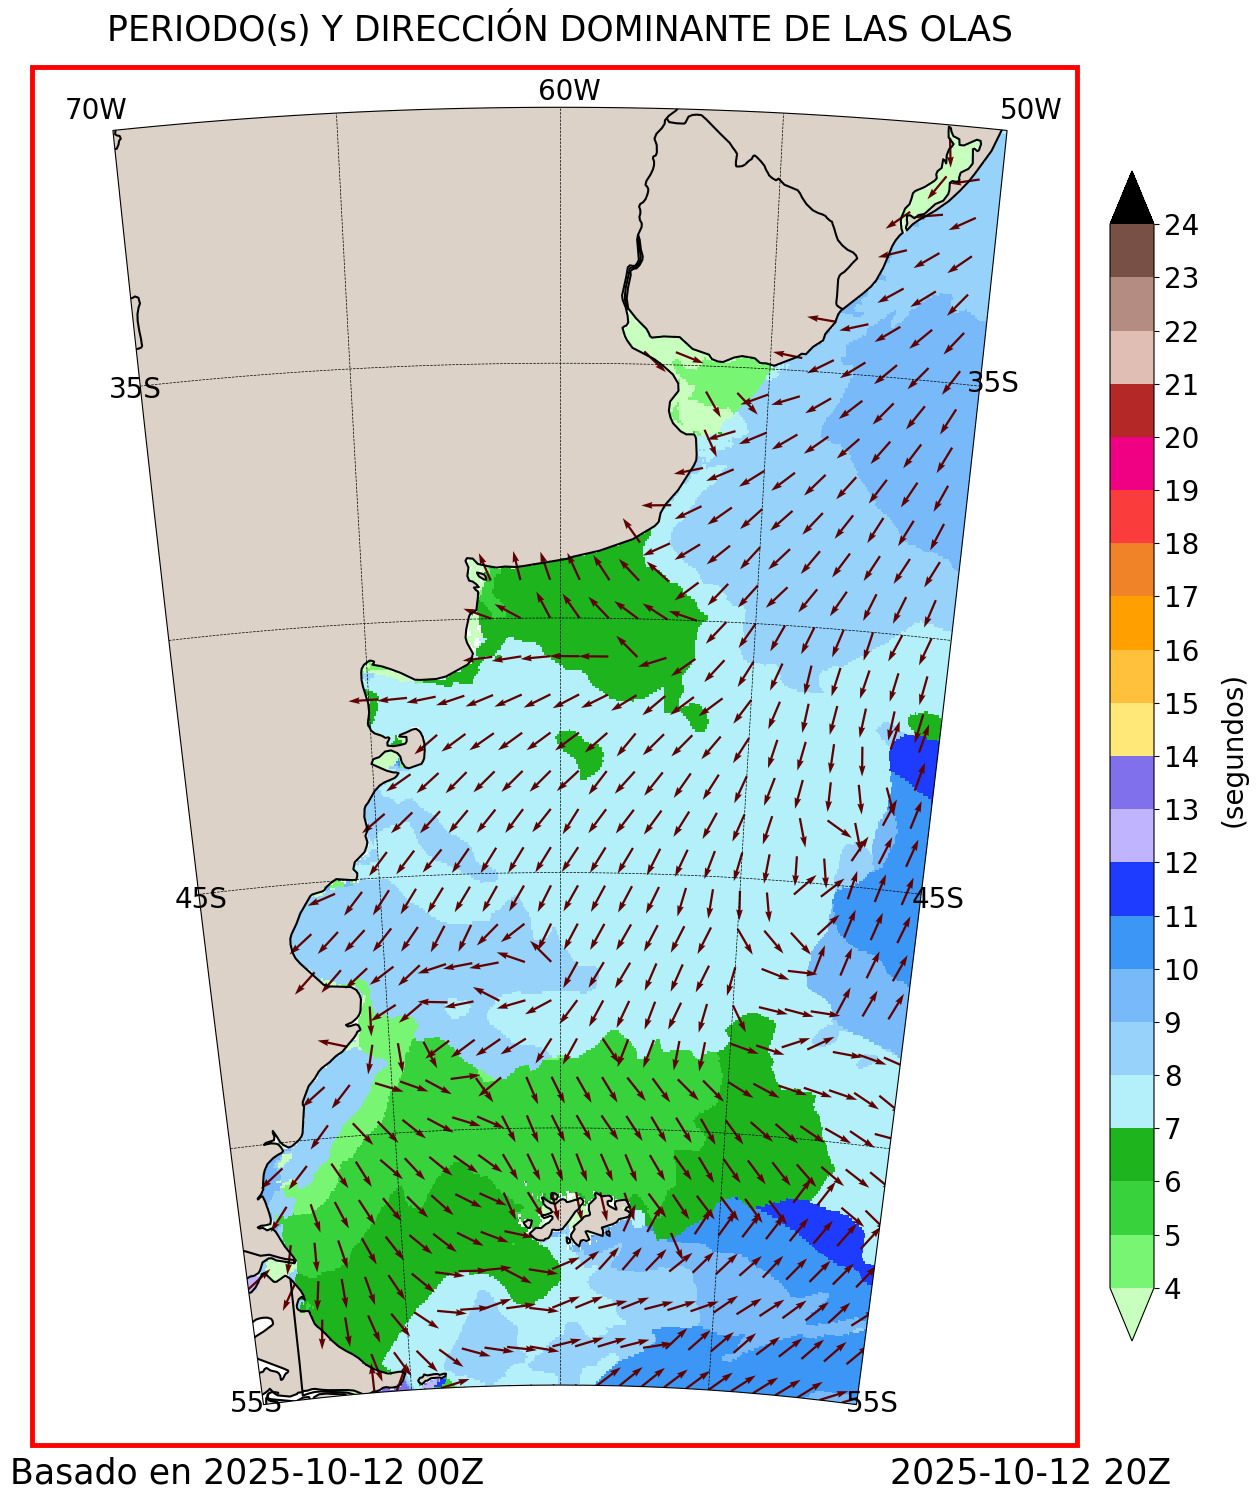 PERIODO(s) Y DIRECCIÓN DOMINANTE DE LAS OLAS
70W
60W
50W
35S
35S
45S
45S
55S
55S
24
23
22
21
20
19
18
17
16
15
14
13
12
11
10
9
8
7
6
5
4
(segundos)
Basado en 2025-10-12 00Z
2025-10-12 20Z